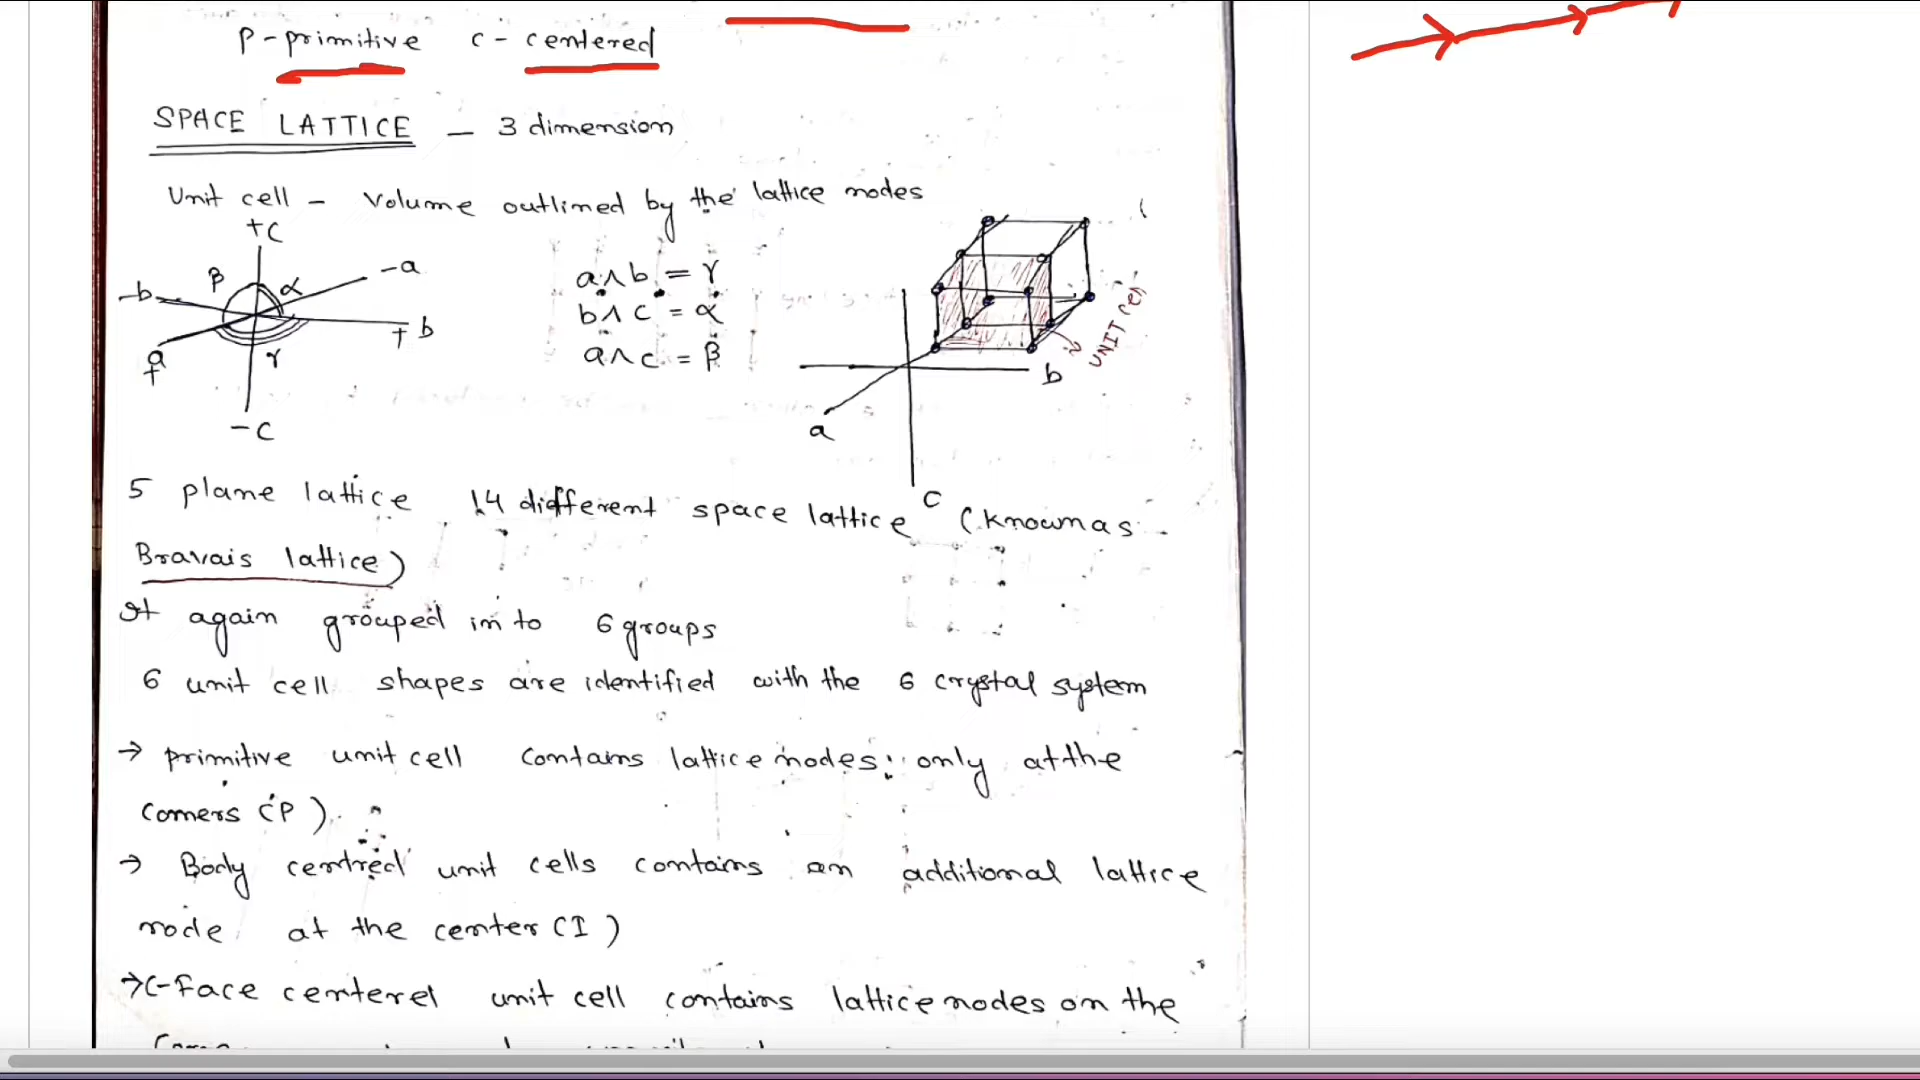 P - primitive   c - centered
SPACE LATTICE - 3 dimension
Unit cell - Volume outlined by the lattice nodes
+c
β α -a
-b
+ b
a
+
γ
-c
a∧b = γ
b∧c = α
a∧c = β
UNIT Cell
b
a
c
5 plane lattice 14 different space lattice (known as
Bravais lattice)
It again grouped in to 6 groups
6 unit cell shapes are identified with the 6 crystal system
→ primitive unit cell contains lattice nodes only at the
corners (P).
→ Body centred unit cells contains an additional lattice
node at the center (I)
→ C-Face centered unit cell contains lattice nodes on the